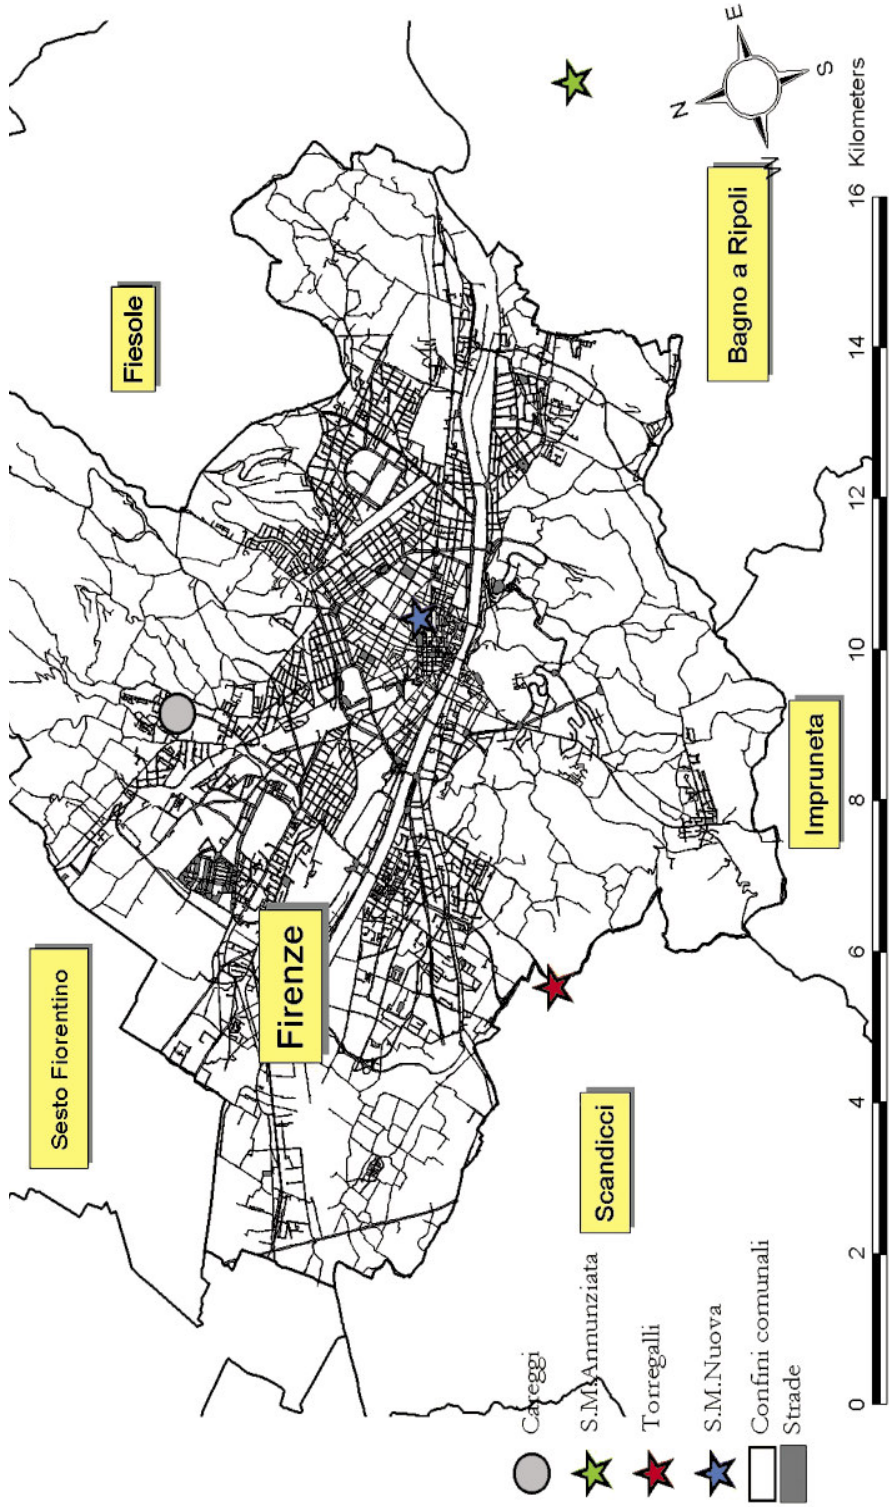 Sesto Fiorentino
Fiesole
Firenze
Scandicci
Impruneta
Bagno a Ripoli
N
E
S
W
Careggi
S.M.Annunziata
Torregalli
S.M.Nuova
Confini comunali
Strade
0 2 4 6 8 10 12 14 16 Kilometers